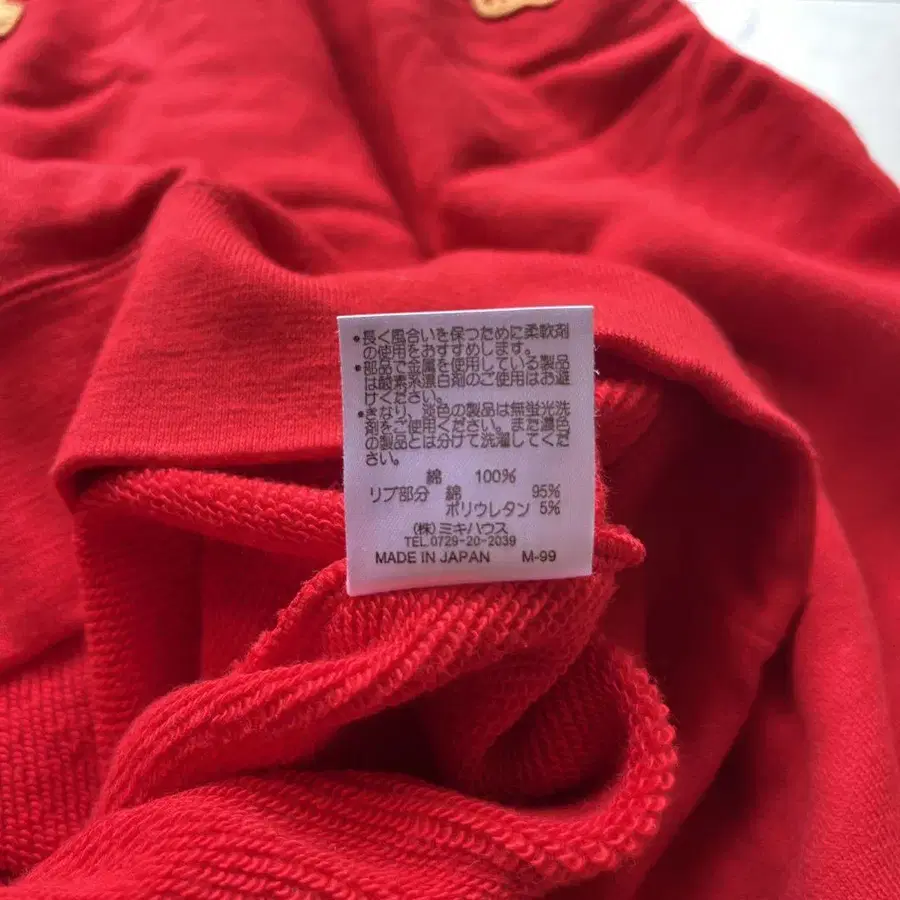 ・長く風合いを保つために柔軟剤
の使用をおすすめします。
・部品で金属を使用している製品
は酸素系漂白剤のご使用はお避
けください。
・きなり、淡色の製品は無蛍光洗
剤をご使用ください。また濃色
の製品とは分けて洗濯してくだ
さい。
綿 100%
リブ部分 綿 95%
ポリウレタン 5%
(株)ミキハウス
TEL.0729-20-2039
MADE IN JAPAN M-99